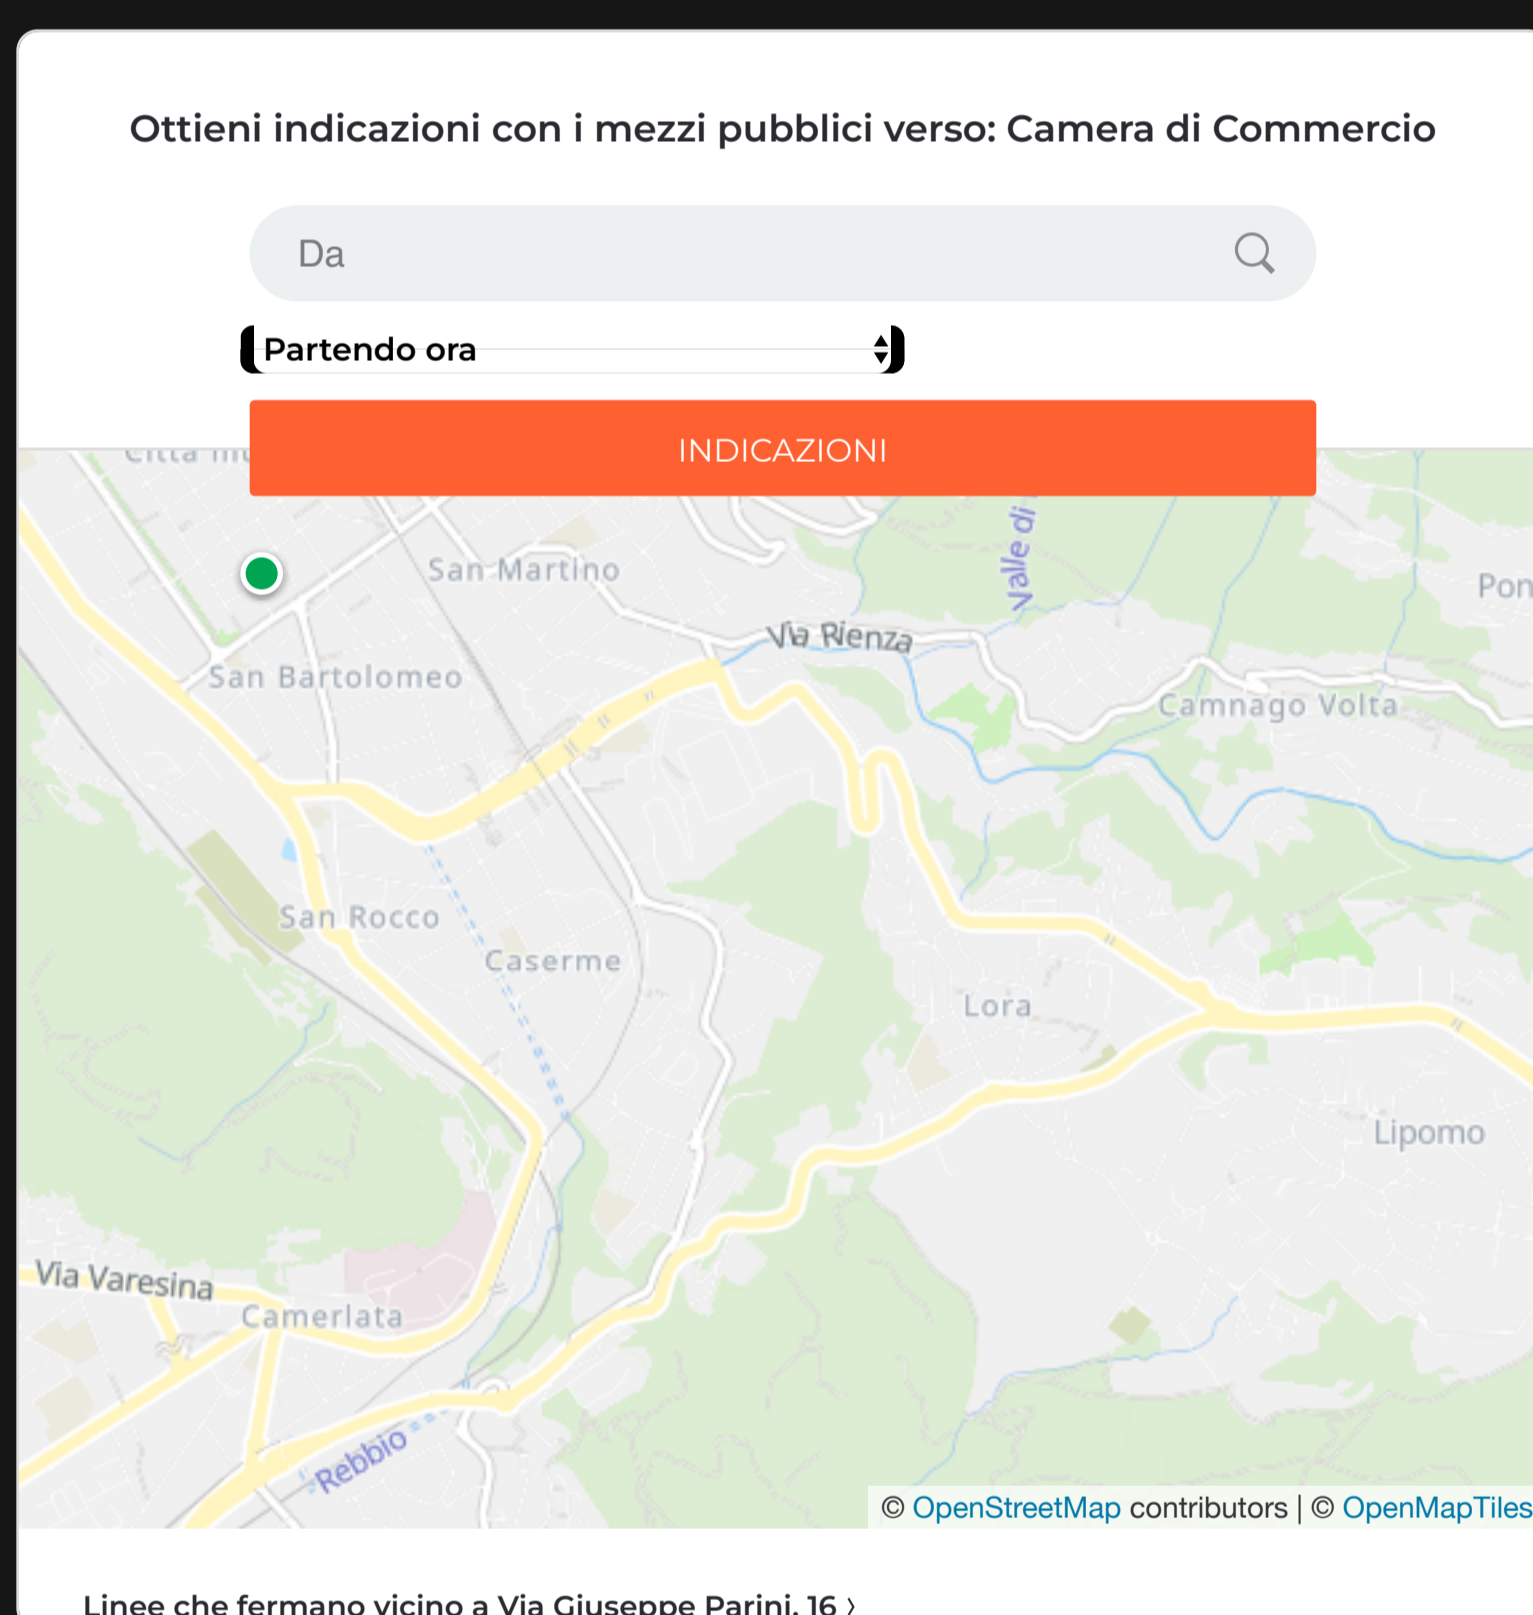 Ottieni indicazioni con i mezzi pubblici verso: Camera di Commercio
Da
Partendo ora
INDICAZIONI
Città
San Martino
Valle di
Pon
Via Rienza
San Bartolomeo
Camnago Volta
San Rocco
Caserme
Lora
Lipomo
Via Varesina
Camerlata
Rebbio
© OpenStreetMap contributors | © OpenMapTiles
Linee che fermano vicino a Via Giuseppe Parini, 16 ›